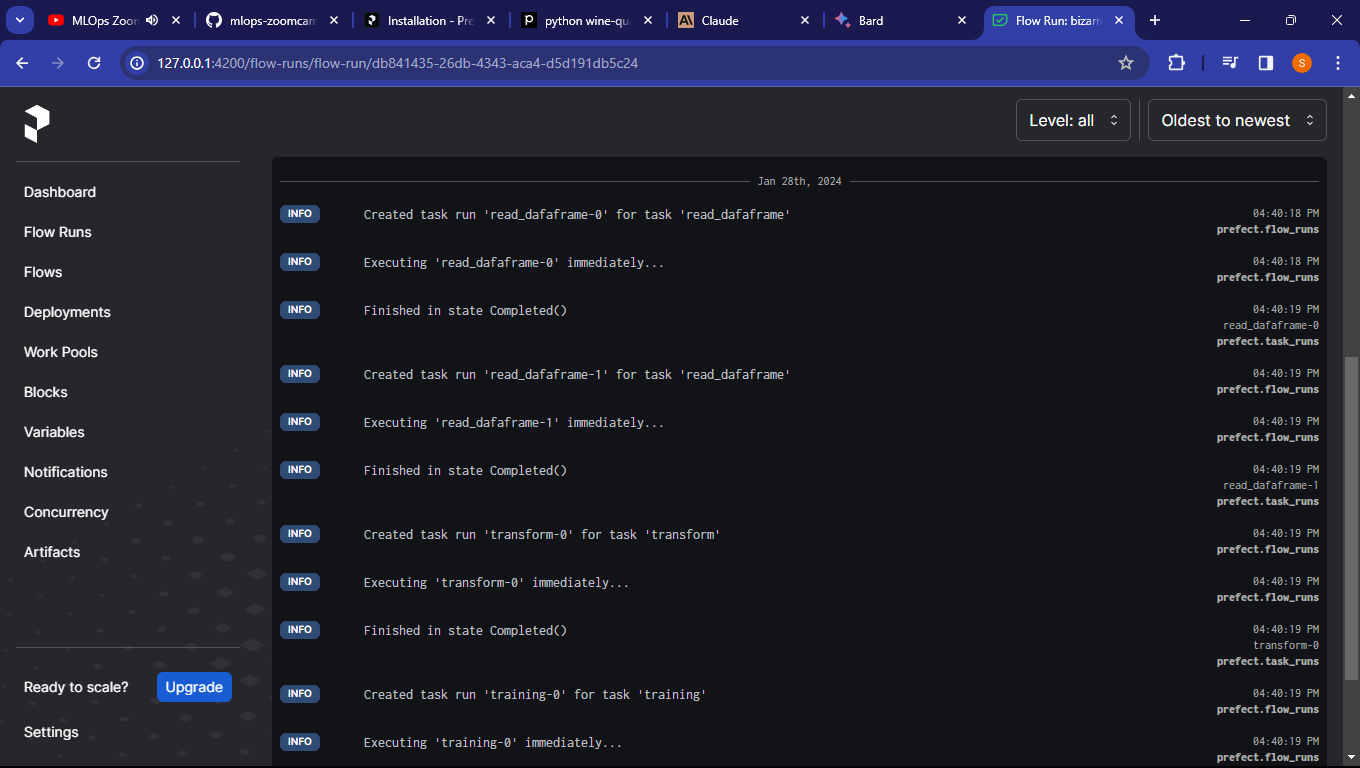 MLOps Zoon
mlops-zoomcam
Installation - Pre
python wine-qua
Claude
Bard
Flow Run: bizarr
127.0.0.1:4200/flow-runs/flow-run/db841435-26db-4343-aca4-d5d191db5c24
S
Level: all
Oldest to newest
Dashboard
Flow Runs
Flows
Deployments
Work Pools
Blocks
Variables
Notifications
Concurrency
Artifacts
Ready to scale?
Upgrade
Settings
Jan 28th, 2024
INFO Created task run 'read_dafaframe-0' for task 'read_dafaframe' 04:40:18 PM
prefect.flow_runs
INFO Executing 'read_dafaframe-0' immediately... 04:40:18 PM
prefect.flow_runs
INFO Finished in state Completed() 04:40:19 PM
read_dafaframe-0
prefect.task_runs
INFO Created task run 'read_dafaframe-1' for task 'read_dafaframe' 04:40:19 PM
prefect.flow_runs
INFO Executing 'read_dafaframe-1' immediately... 04:40:19 PM
prefect.flow_runs
INFO Finished in state Completed() 04:40:19 PM
read_dafaframe-1
prefect.task_runs
INFO Created task run 'transform-0' for task 'transform' 04:40:19 PM
prefect.flow_runs
INFO Executing 'transform-0' immediately... 04:40:19 PM
prefect.flow_runs
INFO Finished in state Completed() 04:40:19 PM
transform-0
prefect.task_runs
INFO Created task run 'training-0' for task 'training' 04:40:19 PM
prefect.flow_runs
INFO Executing 'training-0' immediately... 04:40:19 PM
prefect.flow_runs